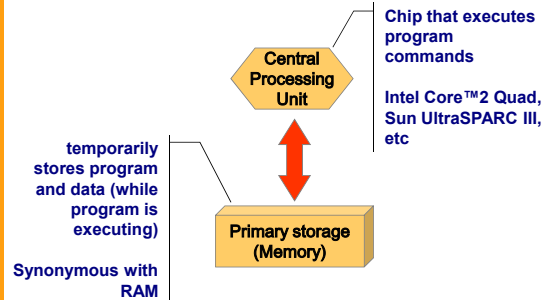 Chip that executes
program
commands
Intel Core™2 Quad,
Sun UltraSPARC III,
etc
Central
Processing
Unit
temporarily
stores program
and data (while
program is
executing)
Synonymous with
RAM
Primary storage
(Memory)